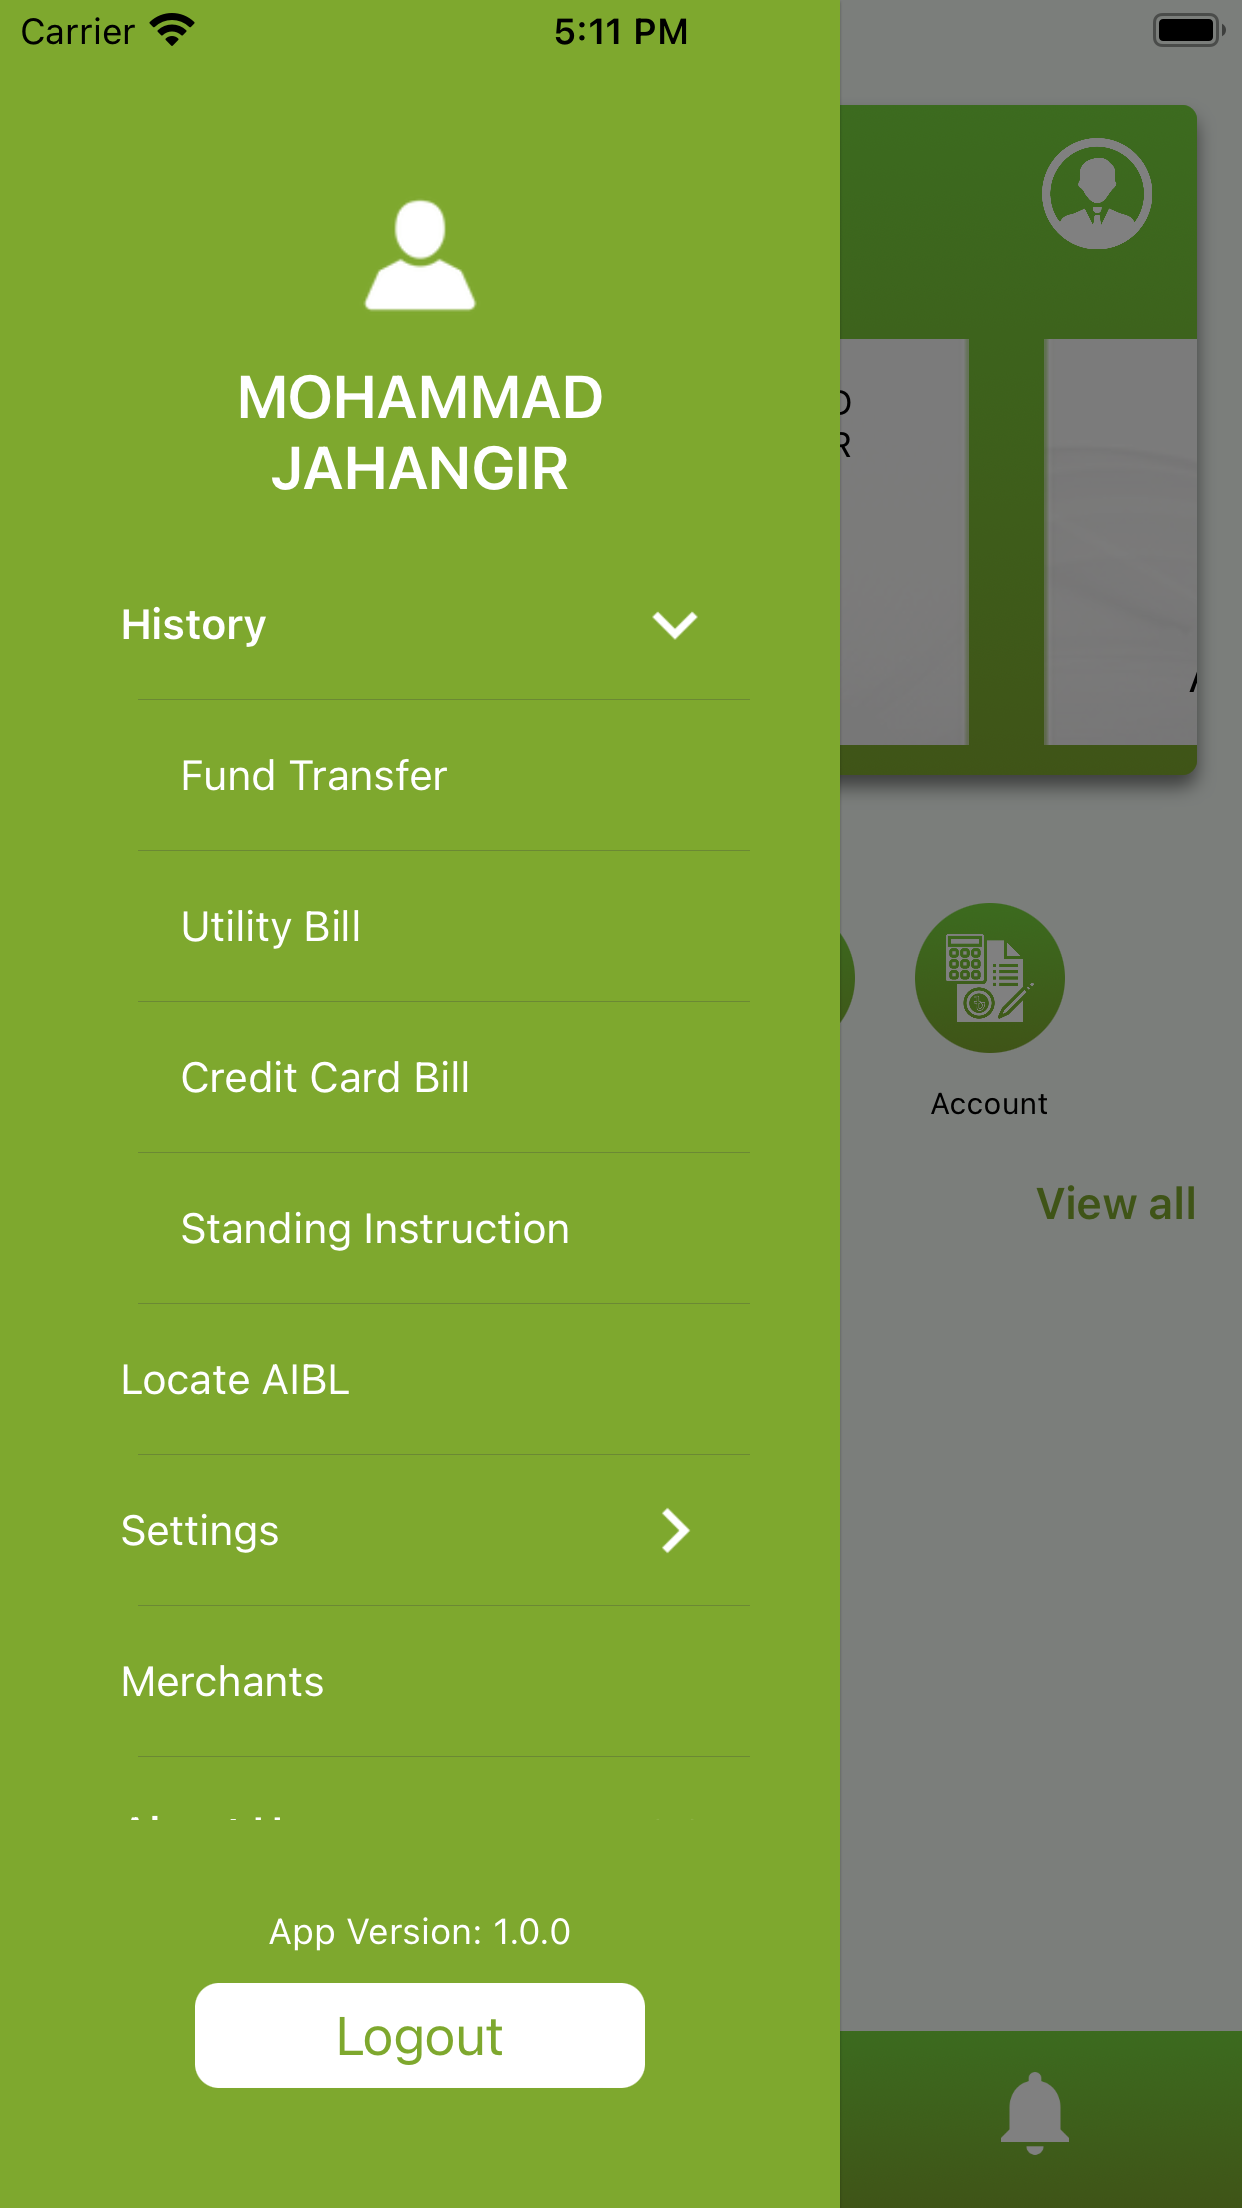 Carrier
5:11 PM
MOHAMMAD
JAHANGIR
History
Fund Transfer
Utility Bill
Credit Card Bill
Standing Instruction
Locate AIBL
Settings
Merchants
App Version: 1.0.0
Logout
Account
View all